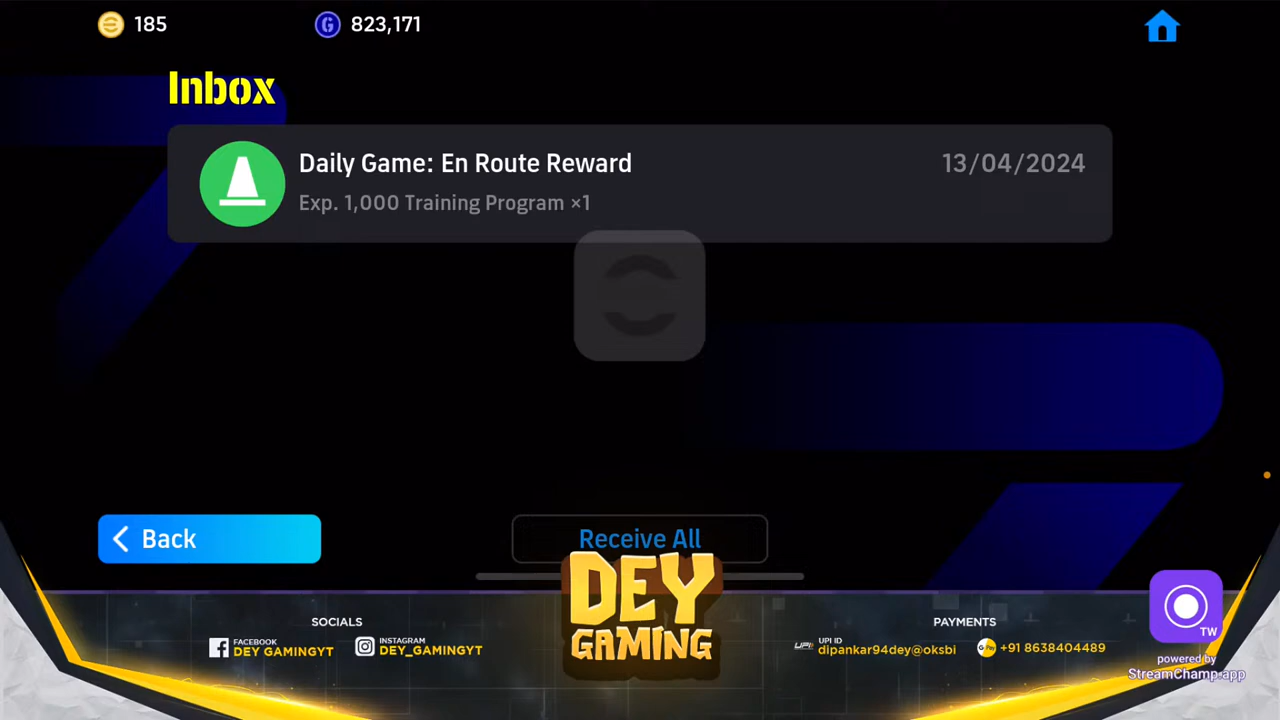 185
823,171
Inbox
Daily Game: En Route Reward
13/04/2024
Exp. 1,000 Training Program ×1
Back
Receive All
DEY
GAMING
SOCIALS
FACEBOOK
DEY GAMINGYT
INSTAGRAM
DEY_GAMINGYT
PAYMENTS
UPI
UPI ID
dipankar94dey@oksbi
G Pay
+91 8638404489
TW
powered by
StreamChamp.app